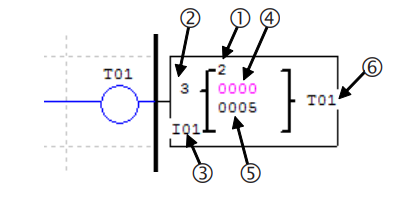 ② ① ④
T01 2 ⑥
3 0000 T01
0005
I01
③ ⑤